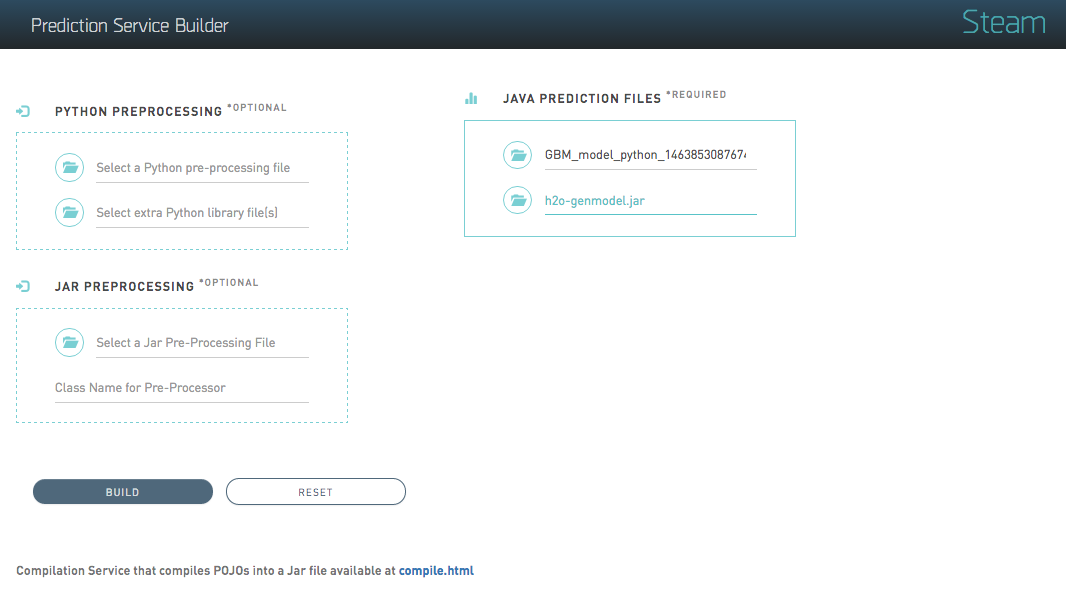 Prediction Service Builder
Steam
PYTHON PREPROCESSING *OPTIONAL
Select a Python pre-processing file
Select extra Python library file(s)
JAR PREPROCESSING *OPTIONAL
Select a Jar Pre-Processing File
Class Name for Pre-Processor
JAVA PREDICTION FILES *REQUIRED
GBM_model_python_1463853087674
h2o-genmodel.jar
BUILD
RESET
Compilation Service that compiles POJOs into a Jar file available at compile.html